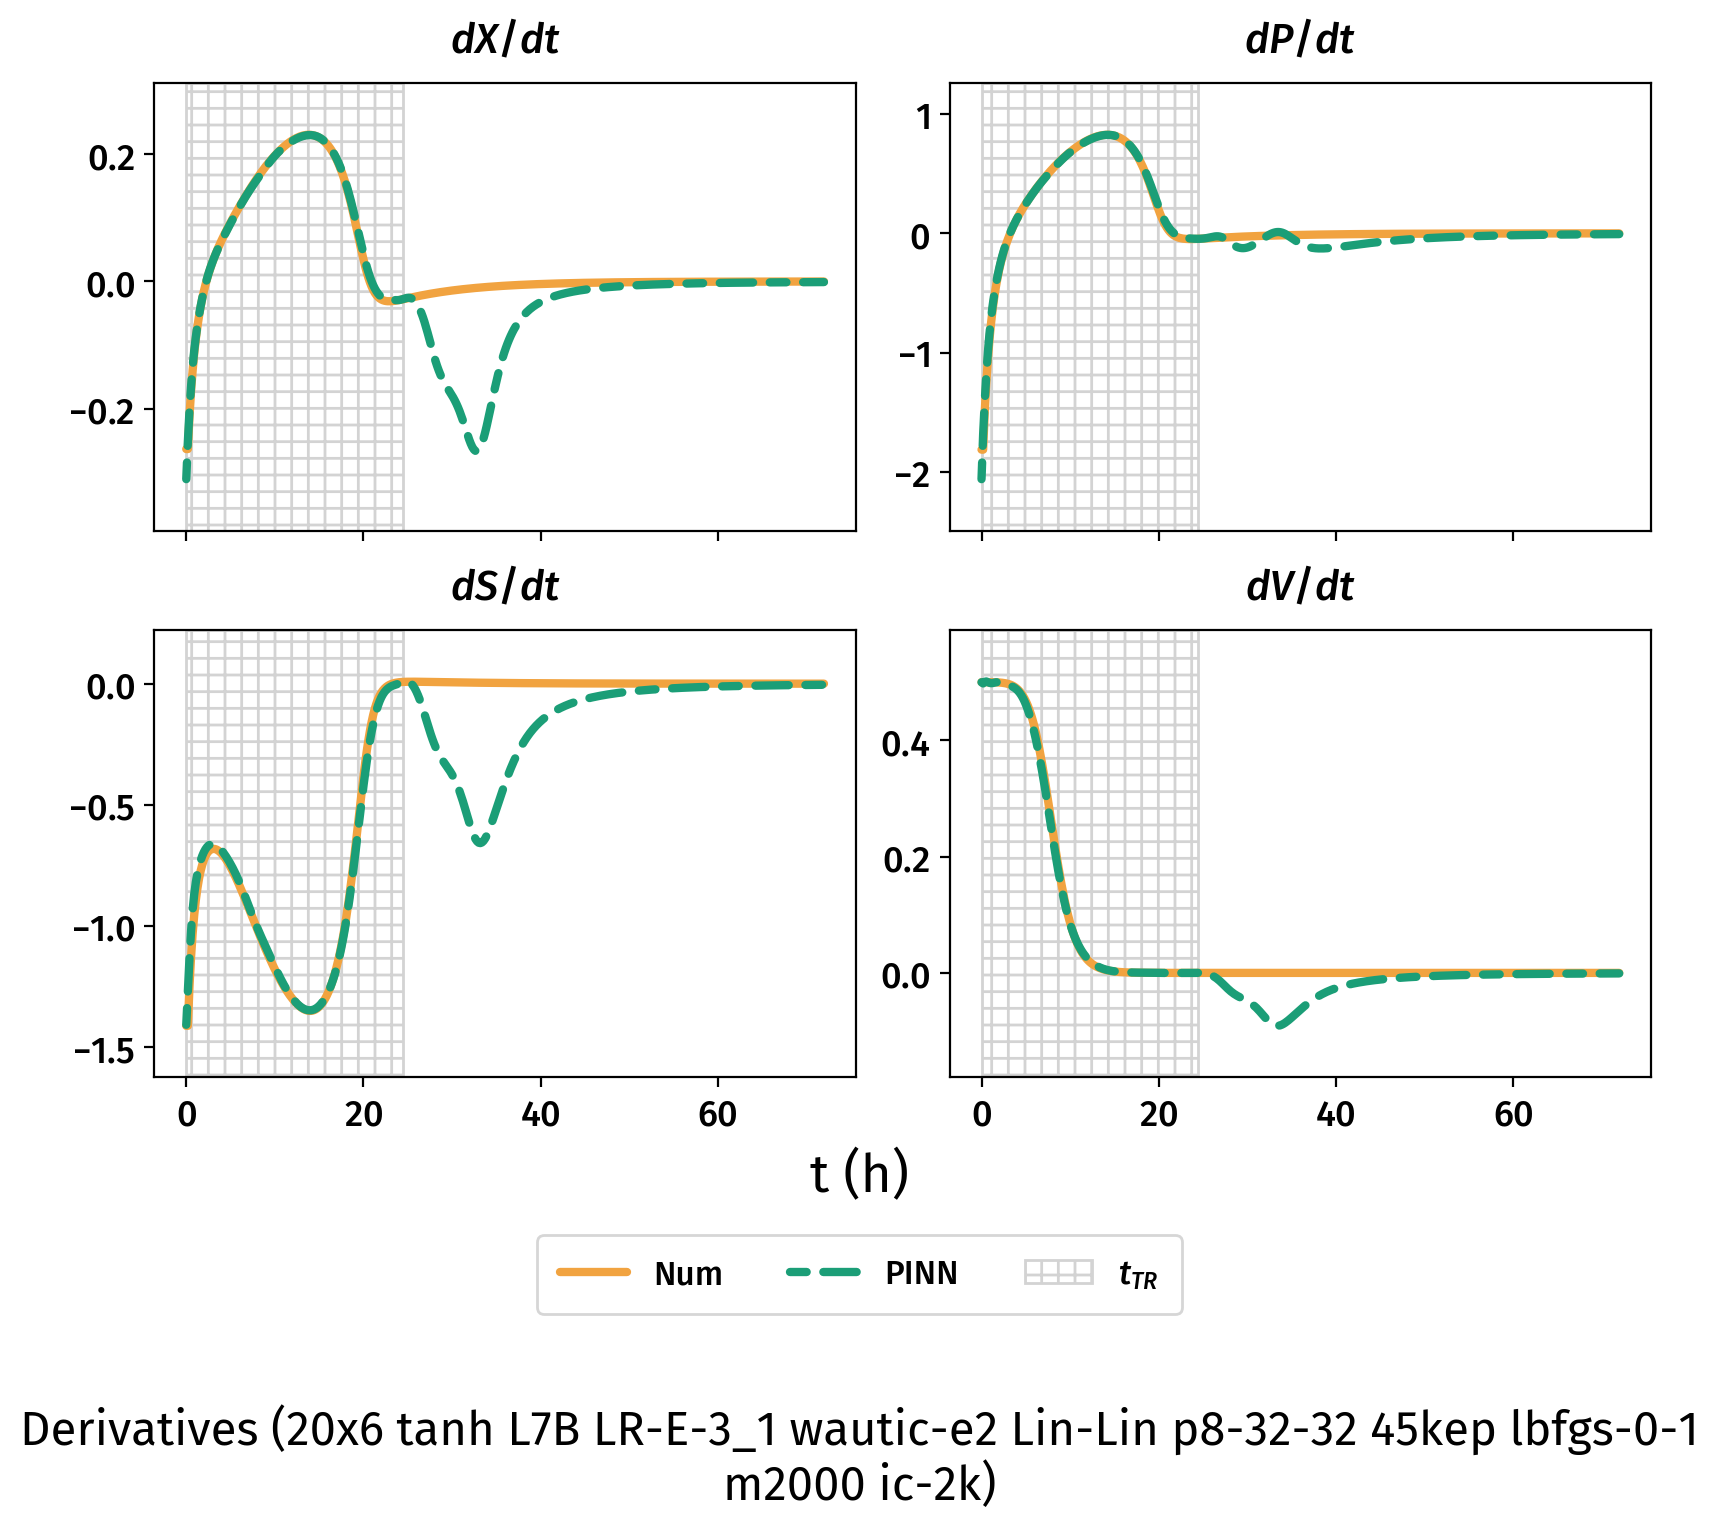 dX/dt
dP/dt
0.2
0.0
−0.2
1
0
−1
−2
dS/dt
dV/dt
0.0
−0.5
−1.0
−1.5
0.4
0.2
0.0
0 20 40 60
0 20 40 60
t (h)
Num PINN t_TR
Derivatives (20x6 tanh L7B LR-E-3_1 wautic-e2 Lin-Lin p8-32-32 45kep lbfgs-0-1
m2000 ic-2k)